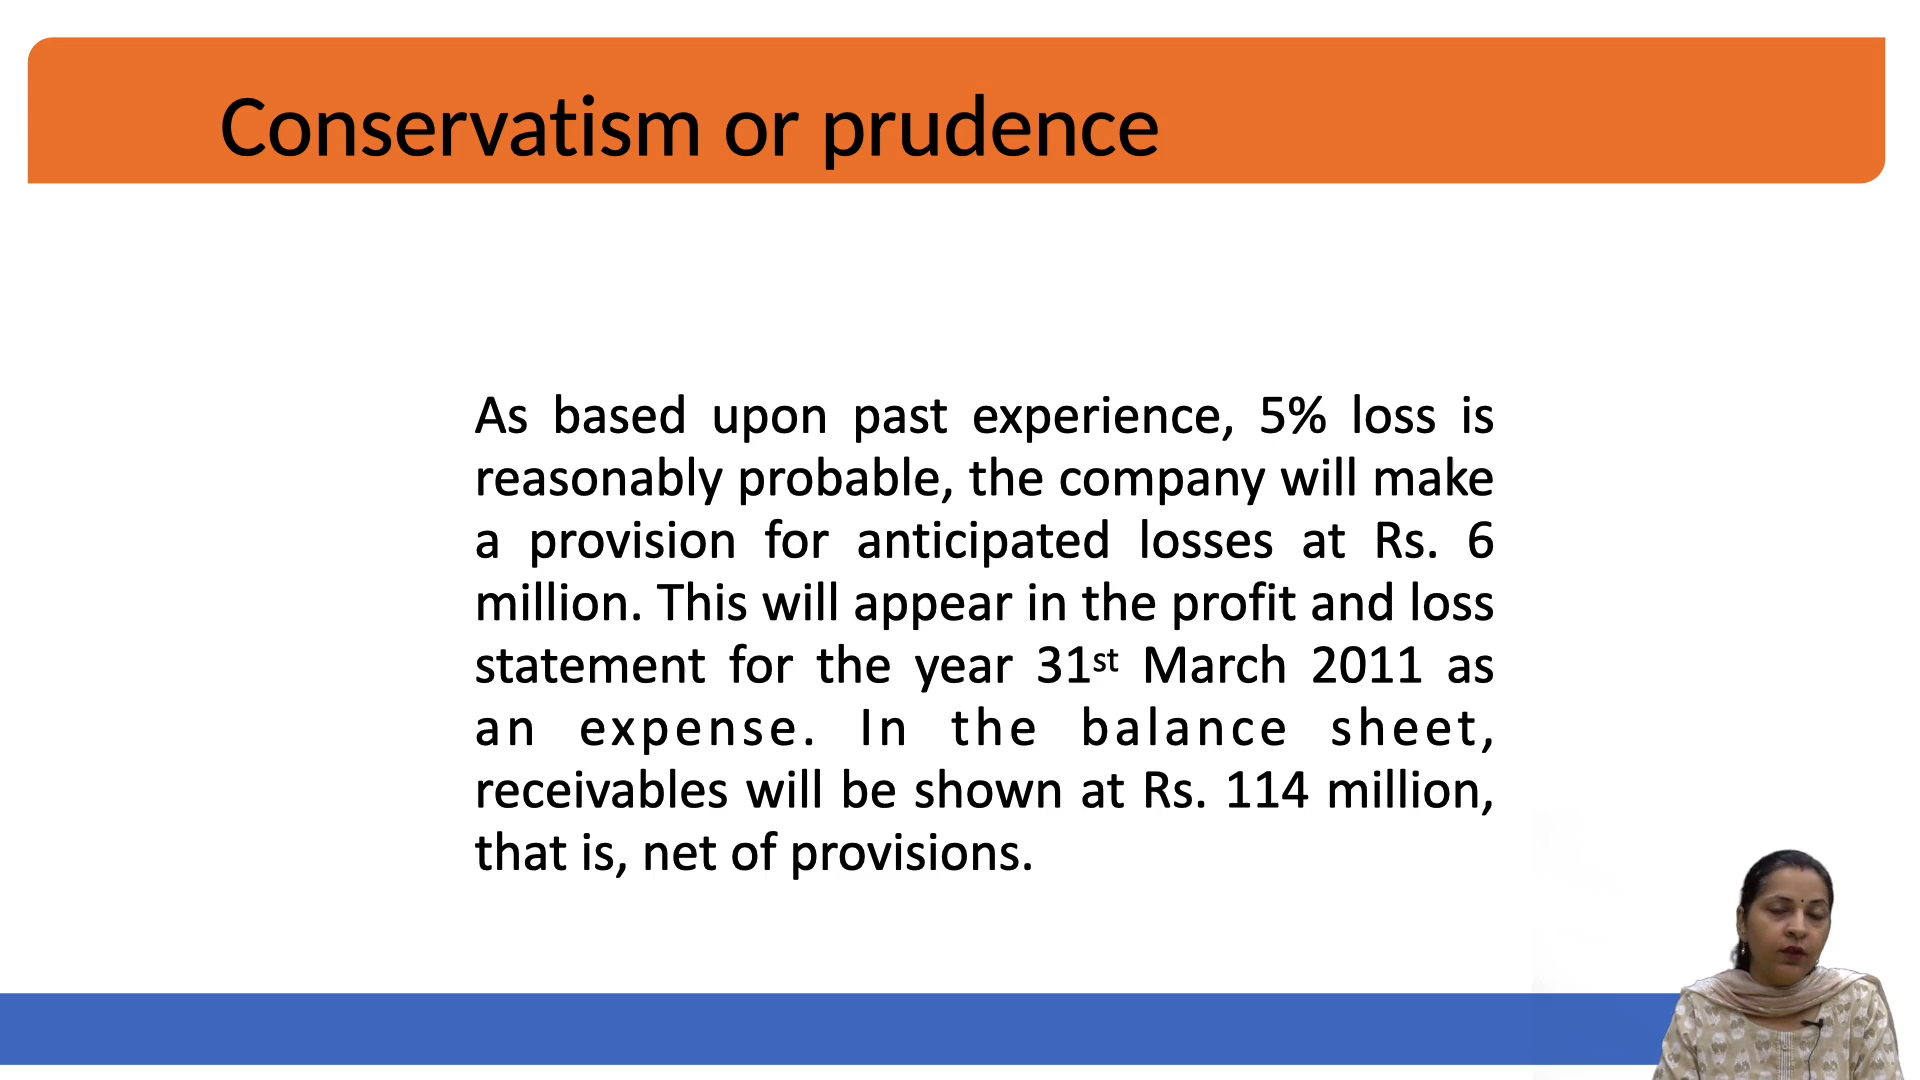 Conservatism or prudence
As based upon past experience, 5% loss is
reasonably probable, the company will make
a provision for anticipated losses at Rs. 6
million. This will appear in the profit and loss
statement for the year 31st March 2011 as
an expense. In the balance sheet,
receivables will be shown at Rs. 114 million,
that is, net of provisions.